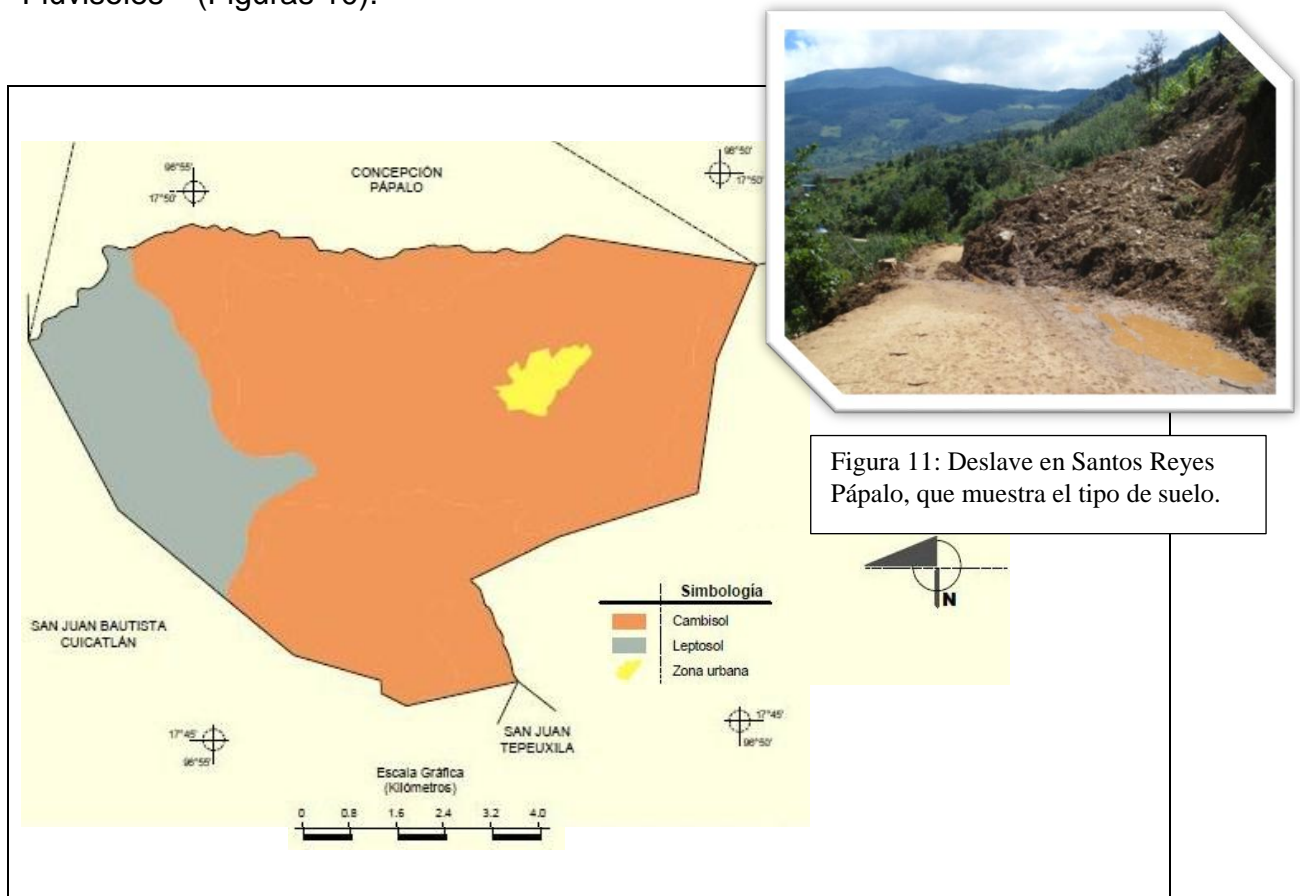 Fluvisoles (Figuras 10).
96°55'
17°50'
CONCEPCIÓN
PÁPALO
96°50'
17°50'
Figura 11: Deslave en Santos Reyes
Pápalo, que muestra el tipo de suelo.
N
Simbología
Cambisol
Leptosol
Zona urbana
SAN JUAN BAUTISTA
CUICATLÁN
17°45'
96°55'
SAN JUAN
TEPEUXILA
17°45'
96°50'
Escala Gráfica
(Kilómetros)
0 0.8 1.6 2.4 3.2 4.0